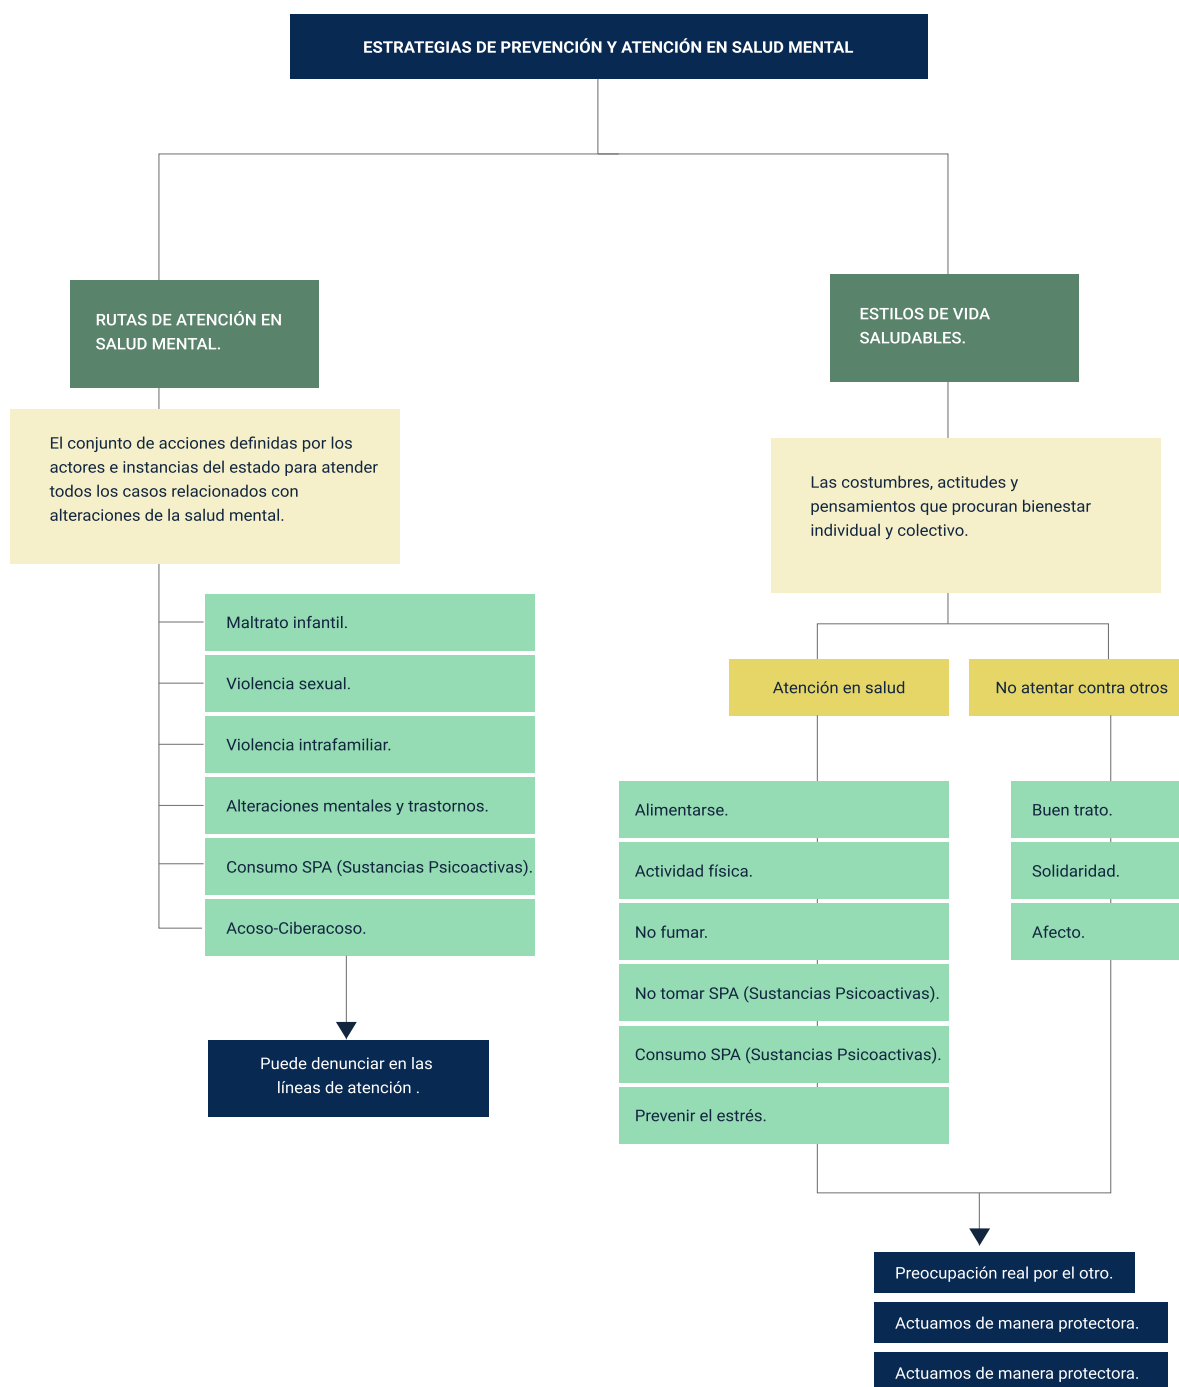 ESTRATEGIAS DE PREVENCIÓN Y ATENCIÓN EN SALUD MENTAL
RUTAS DE ATENCIÓN EN
SALUD MENTAL.
El conjunto de acciones definidas por los
actores e instancias del estado para atender
todos los casos relacionados con
alteraciones de la salud mental.
Maltrato infantil.
Violencia sexual.
Violencia intrafamiliar.
Alteraciones mentales y trastornos.
Consumo SPA (Sustancias Psicoactivas).
Acoso-Ciberacoso.
Puede denunciar en las
líneas de atención .
ESTILOS DE VIDA
SALUDABLES.
Las costumbres, actitudes y
pensamientos que procuran bienestar
individual y colectivo.
Atención en salud
Alimentarse.
Actividad física.
No fumar.
No tomar SPA (Sustancias Psicoactivas).
Consumo SPA (Sustancias Psicoactivas).
Prevenir el estrés.
No atentar contra otros
Buen trato.
Solidaridad.
Afecto.
Preocupación real por el otro.
Actuamos de manera protectora.
Actuamos de manera protectora.